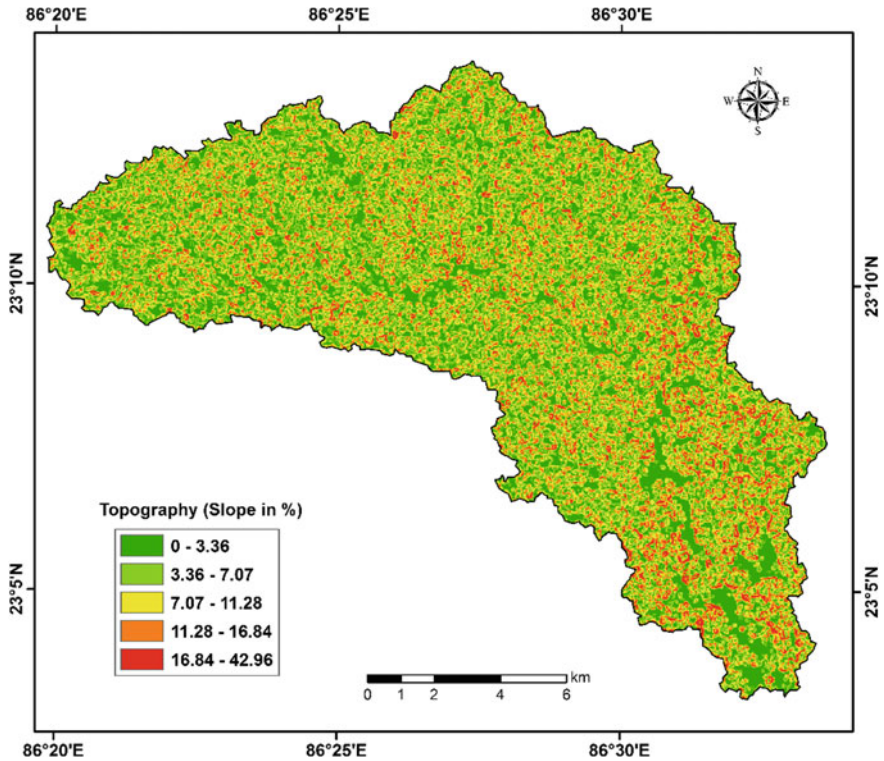 86°20'E 86°25'E 86°30'E
N
W E
S
23°10'N 23°10'N
Topography (Slope in %)
0 - 3.36
3.36 - 7.07
7.07 - 11.28
11.28 - 16.84
16.84 - 42.96
23°5'N 23°5'N
km
0 1 2 4 6
86°20'E 86°25'E 86°30'E